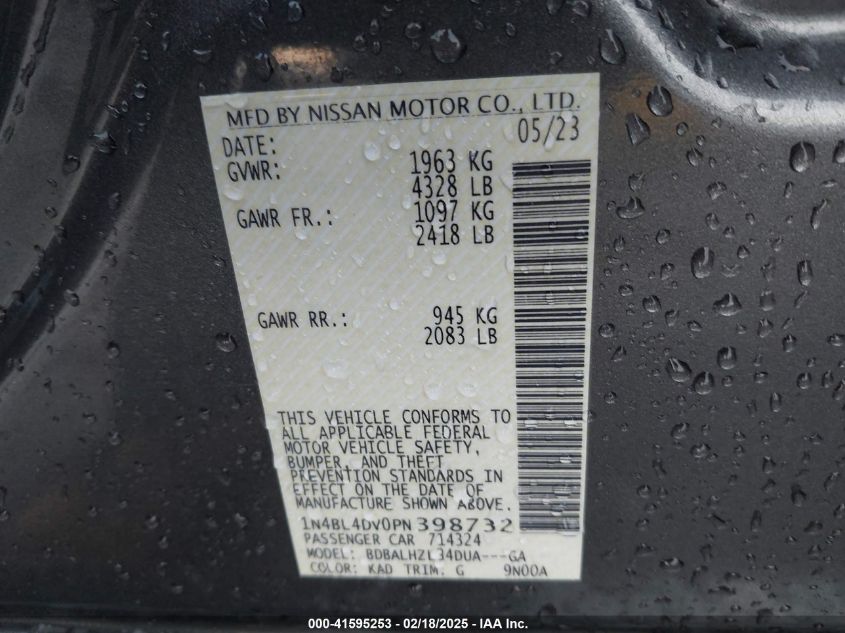 MFD BY NISSAN MOTOR CO., LTD.
DATE: 05/23
GVWR: 1963 KG
4328 LB
GAWR FR.: 1097 KG
2418 LB
GAWR RR.: 945 KG
2083 LB
THIS VEHICLE CONFORMS TO
ALL APPLICABLE FEDERAL
MOTOR VEHICLE SAFETY,
BUMPER, AND THEFT
PREVENTION STANDARDS IN
EFFECT ON THE DATE OF
MANUFACTURE SHOWN ABOVE.
1N4BL4DV0PN398732
PASSENGER CAR 714324
MODEL: BDBALHZL34DUA---GA
COLOR: KAD TRIM: G 9N00A
000-41595253 - 02/18/2025 - IAA Inc.